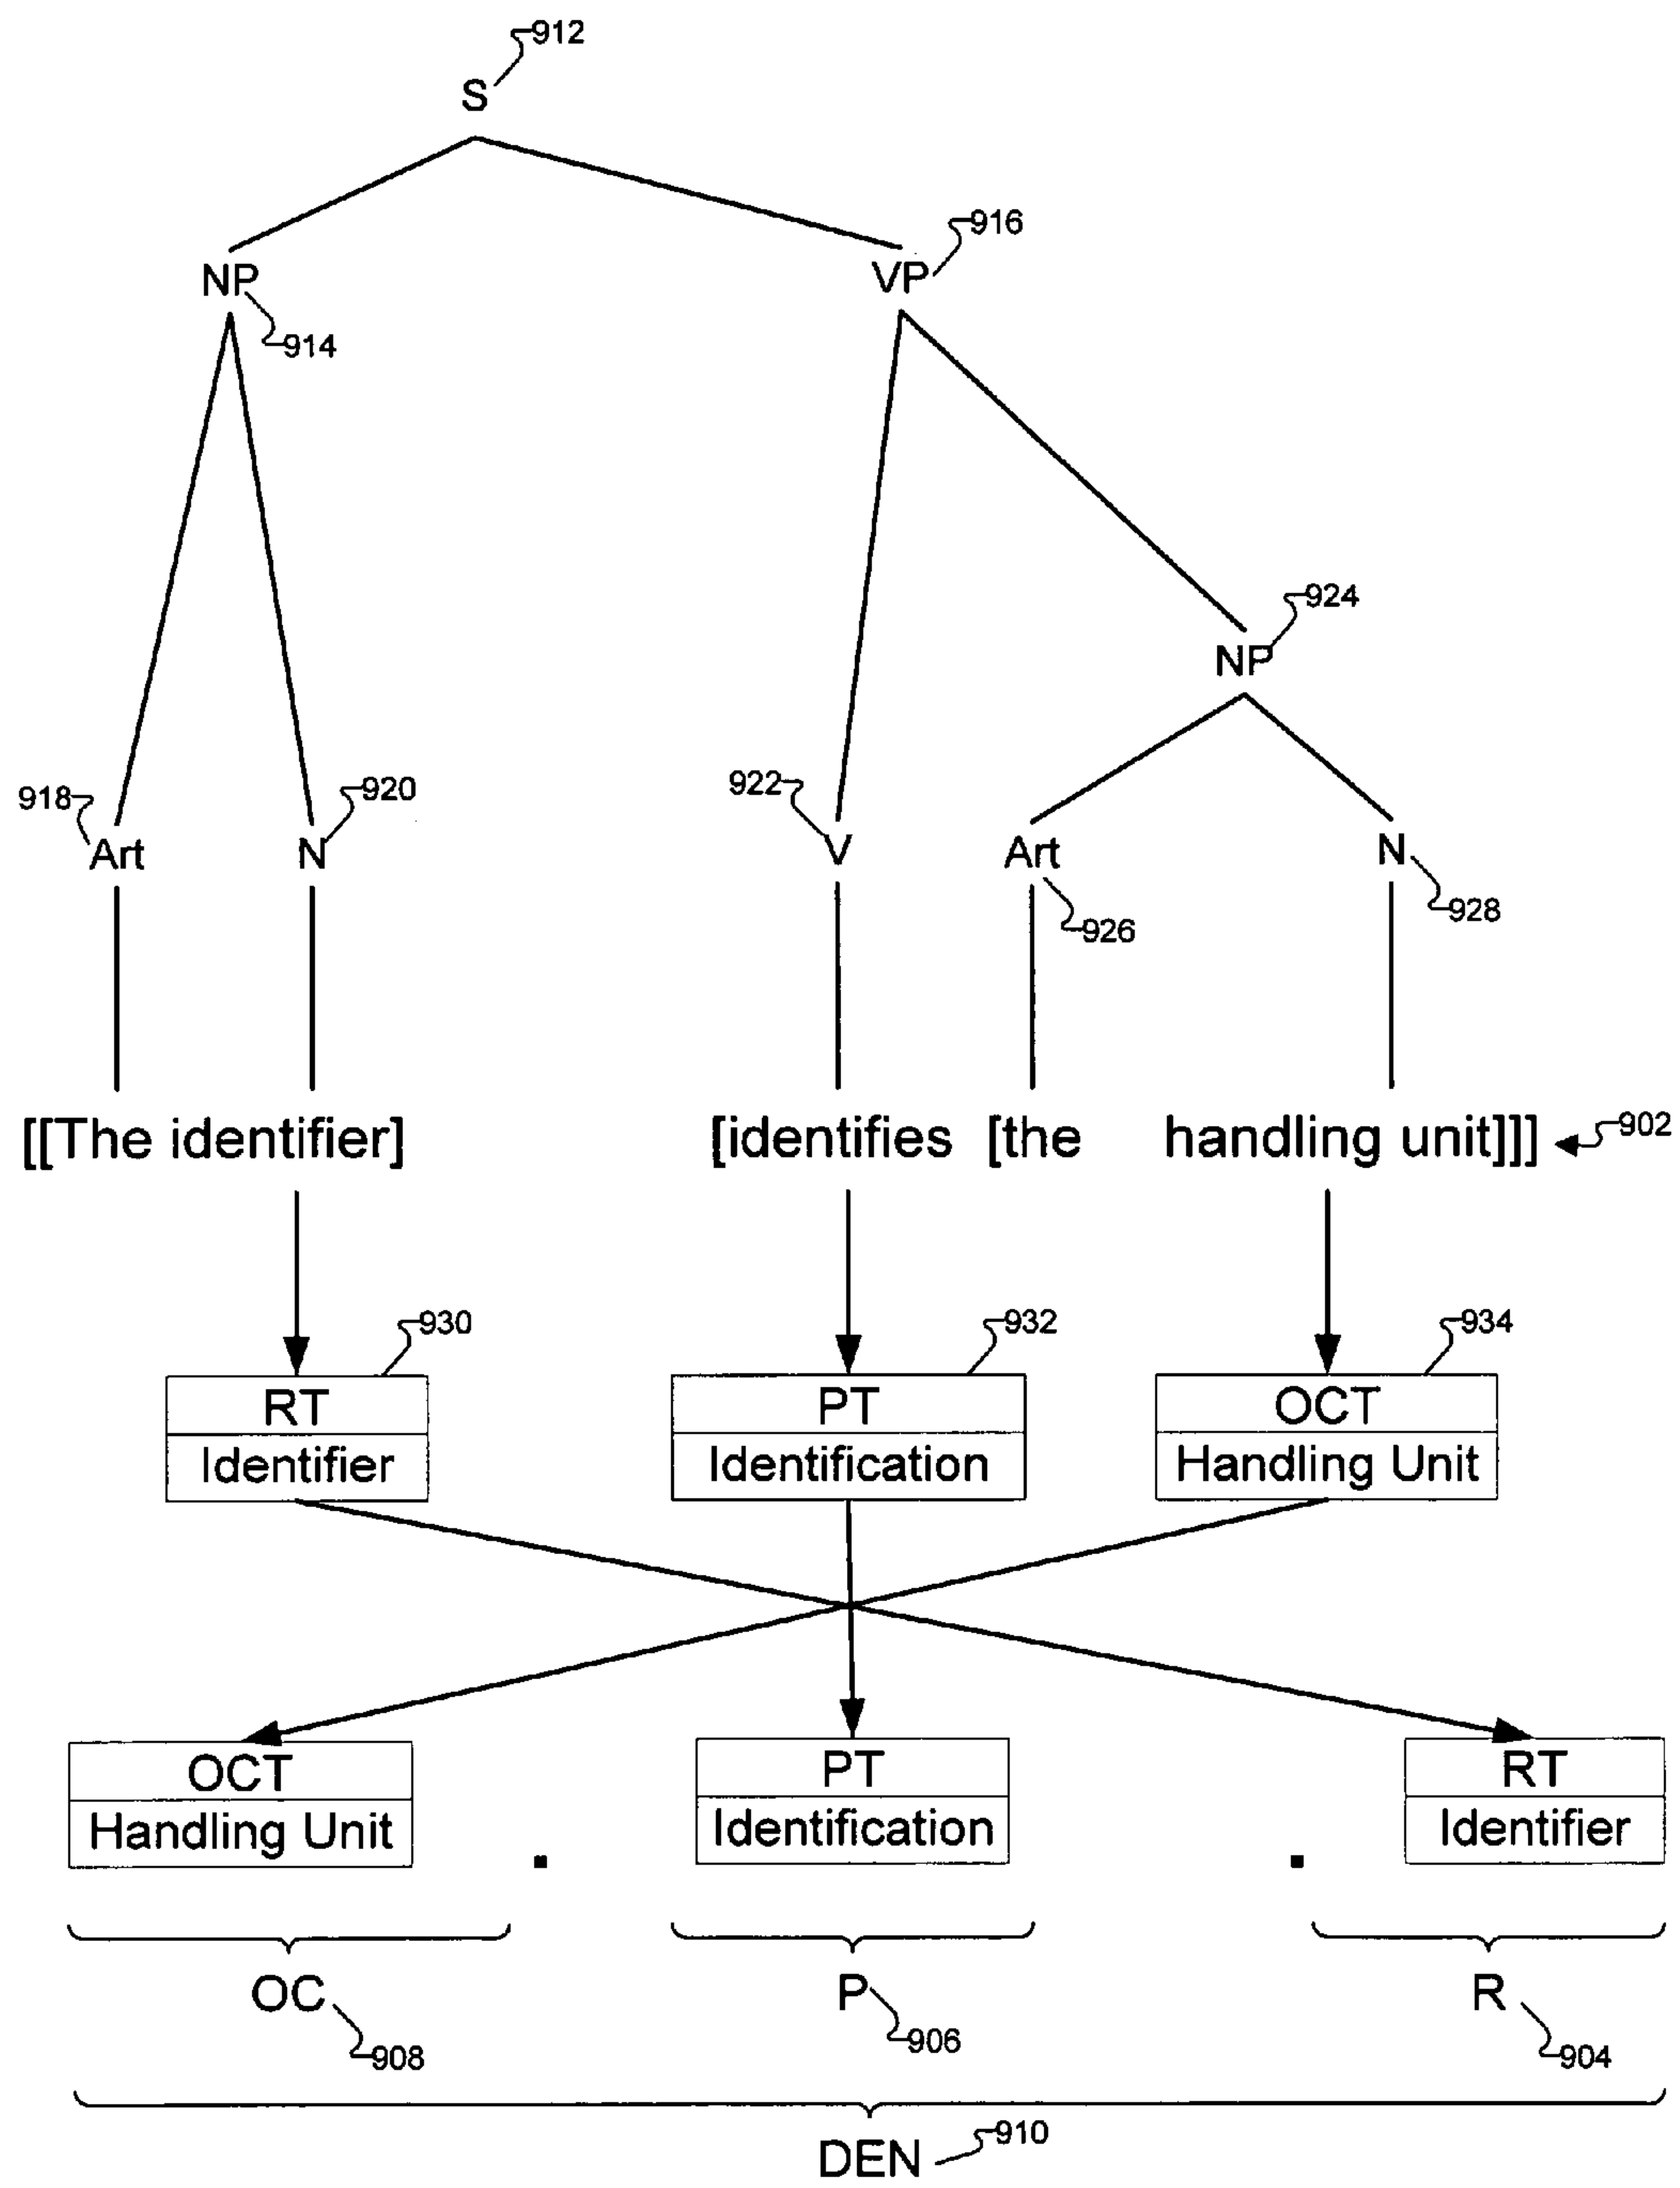 912
S
916
NP
VP
914
924
NP
918
920
922
Art
N
V
Art
N
926
928
[[The identifier] [identifies [the handling unit]]]
902
930
932
934
RT
PT
OCT
Identifier
Identification
Handling Unit
OCT
PT
RT
Handling Unit . Identification . Identifier
OC
P
R
908
906
904
910
DEN